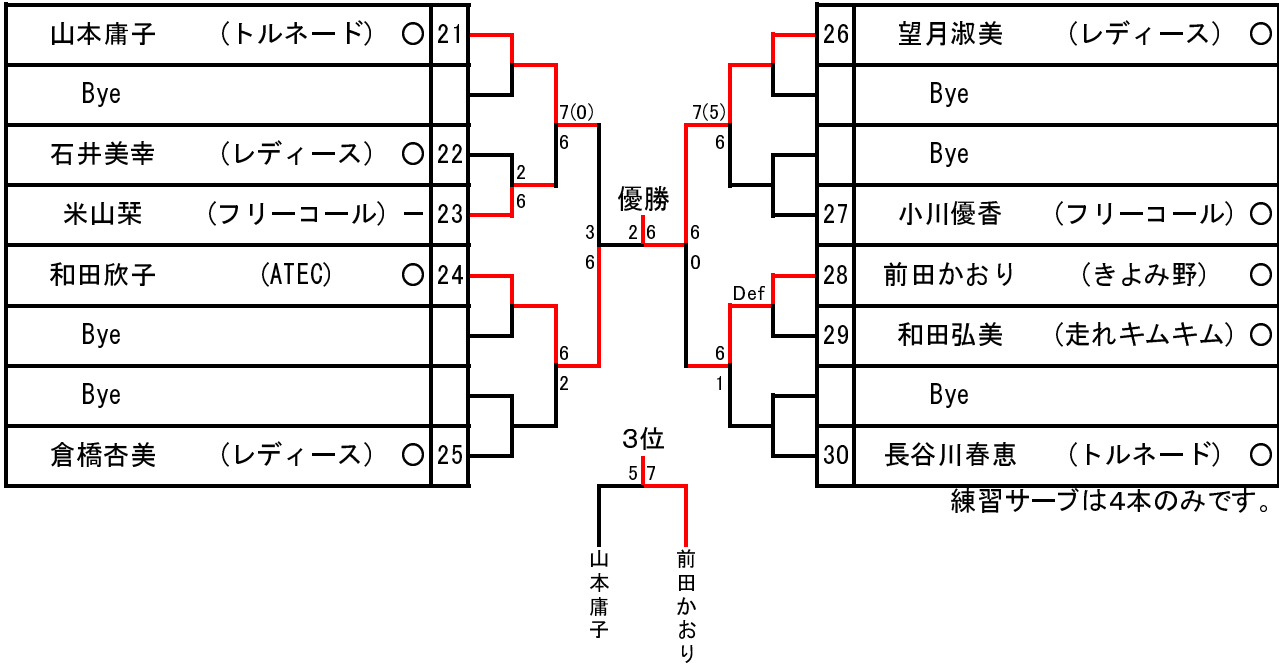 山本庸子 （トルネード） ○ 21
Bye
石井美幸 （レディース） ○ 22
米山栞 （フリーコール） － 23
和田欣子 (ATEC) ○ 24
Bye
Bye
倉橋杏美 （レディース） ○ 25
7(0)
6
2
6
3
6
6
2
優勝
2 6
7(5)
6
6
0
Def
6
1
26 望月淑美 （レディース） ○
Bye
Bye
27 小川優香 （フリーコール） ○
28 前田かおり （きよみ野） ○
29 和田弘美 （走れキムキム） ○
Bye
30 長谷川春恵 （トルネード） ○
練習サーブは4本のみです。
3位
5 7
山本庸子
前田かおり